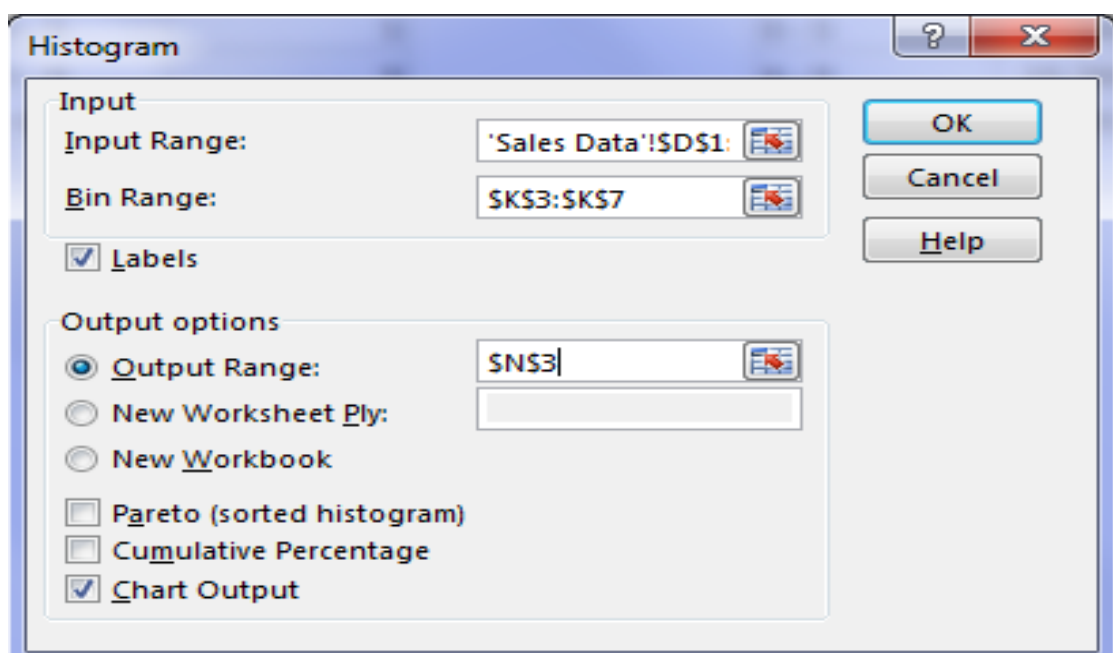 Histogram
?
x
Input
Input Range: 'Sales Data'!$D$1:
Bin Range: $K$3:$K$7
Labels
Output options
Output Range: $N$3
New Worksheet Ply:
New Workbook
Pareto (sorted histogram)
Cumulative Percentage
Chart Output
OK
Cancel
Help